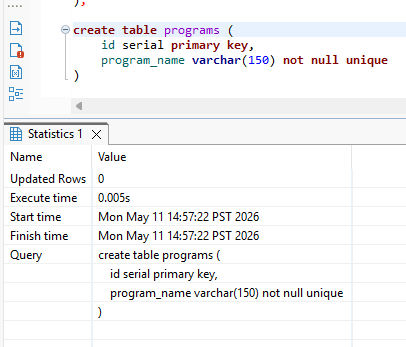 );
create table programs (
id serial primary key,
program_name varchar(150) not null unique
)
Statistics 1
Name Value
Updated Rows 0
Execute time 0.005s
Start time Mon May 11 14:57:22 PST 2026
Finish time Mon May 11 14:57:22 PST 2026
Query create table programs (
id serial primary key,
program_name varchar(150) not null unique
)